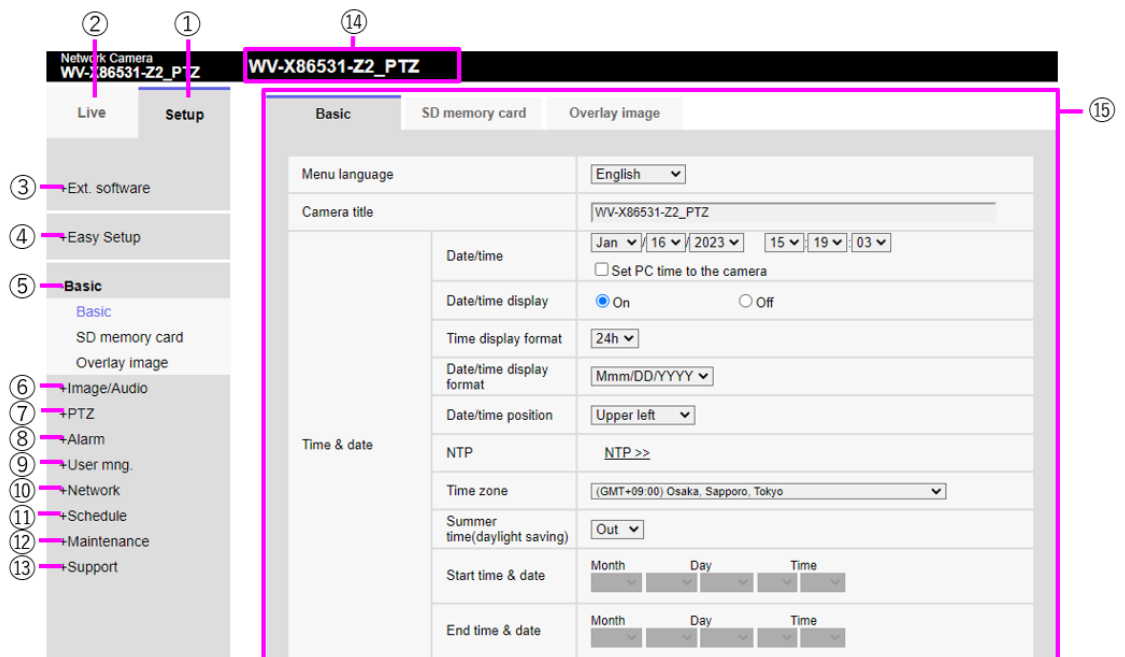 ② ① ⑭
Network Camera
WV-X86531-Z2_PTZ
WV-X86531-Z2_PTZ
Live Setup
Basic SD memory card Overlay image
⑮
③ +Ext. software
④ +Easy Setup
⑤ -Basic
Basic
SD memory card
Overlay image
⑥ +Image/Audio
⑦ +PTZ
⑧ +Alarm
⑨ +User mng.
⑩ +Network
⑪ +Schedule
⑫ +Maintenance
⑬ +Support
Menu language English
Camera title WV-X86531-Z2_PTZ
Time & date
Date/time Jan / 16 / 2023 15 : 19 : 03
Set PC time to the camera
Date/time display On Off
Time display format 24h
Date/time display
format
Mmm/DD/YYYY
Date/time position Upper left
NTP NTP >>
Time zone (GMT+09:00) Osaka, Sapporo, Tokyo
Summer
time(daylight saving)
Out
Start time & date Month Day Time
End time & date Month Day Time